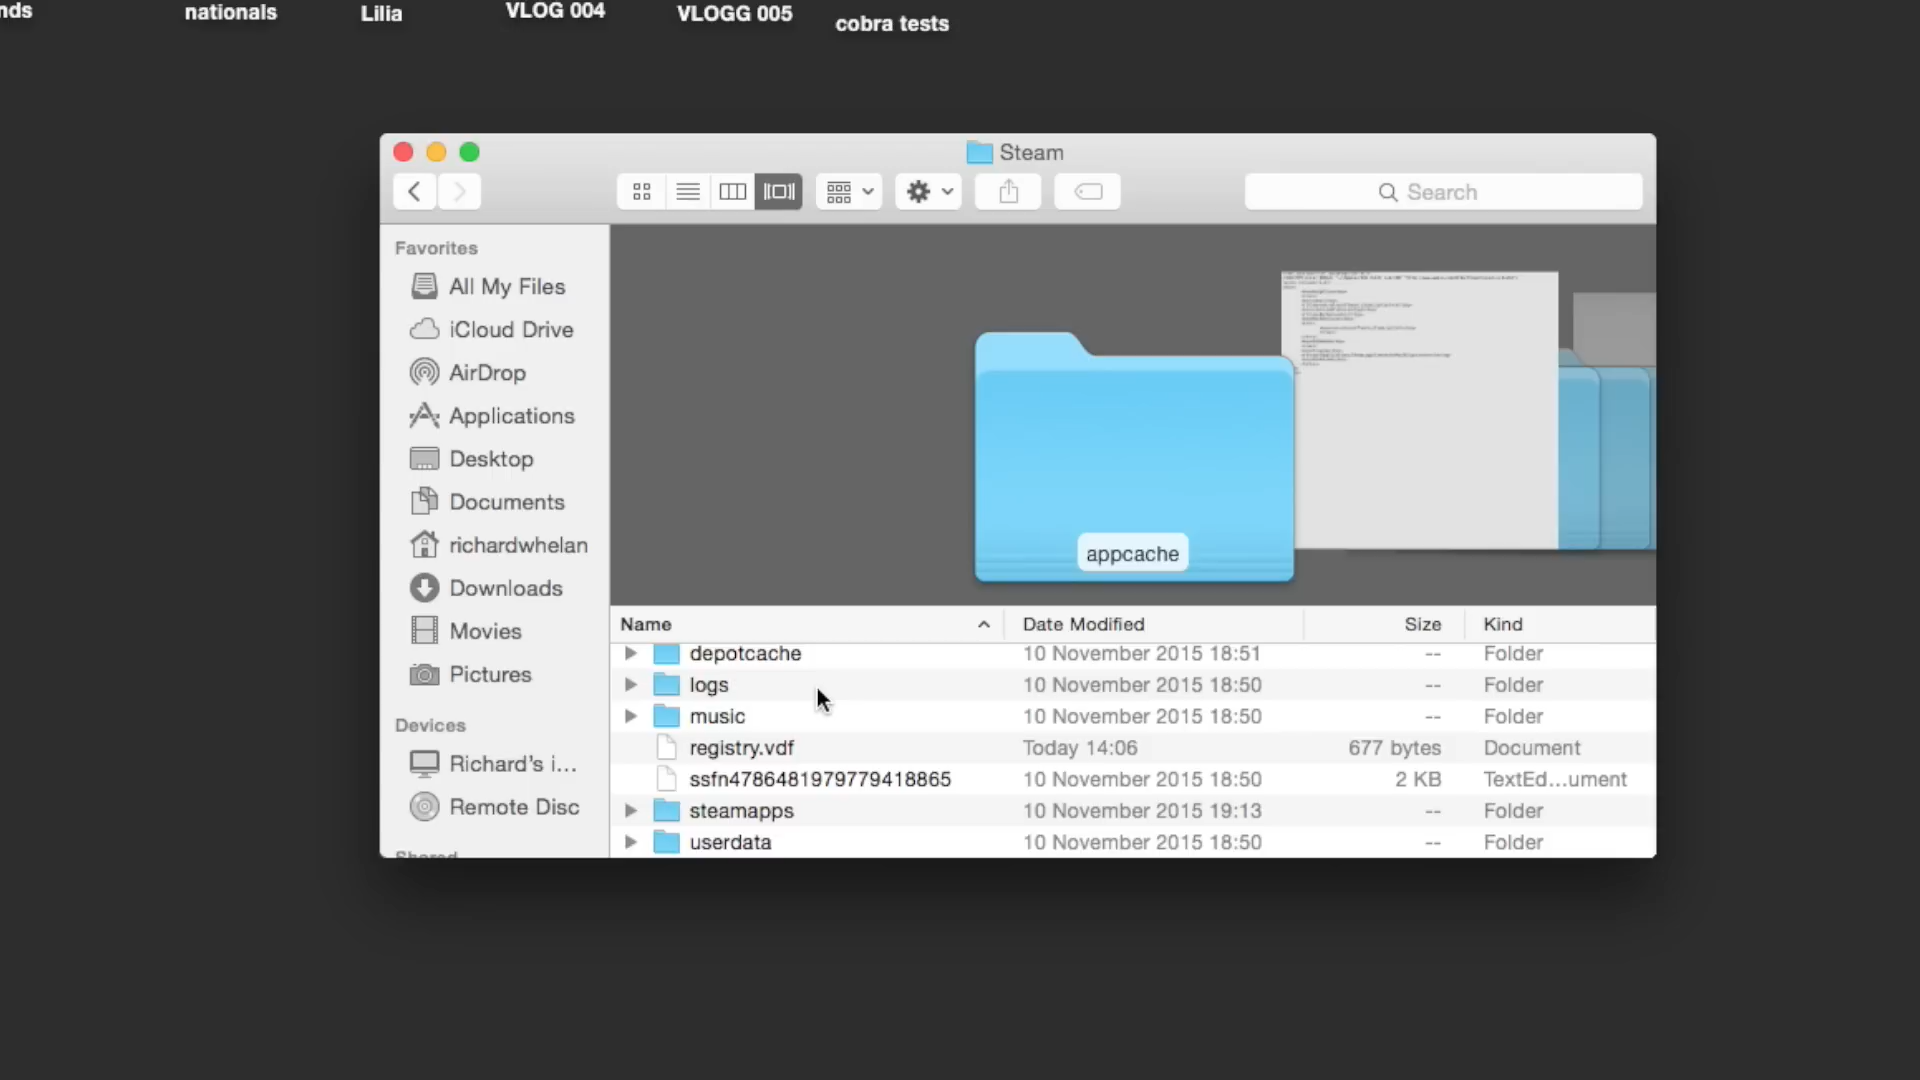 nds
nationals
Lilia
VLOG 004
VLOGG 005
cobra tests
Steam
Search
Favorites
All My Files
iCloud Drive
AirDrop
Applications
Desktop
Documents
richardwhelan
Downloads
Movies
Pictures
Devices
Richard's i...
Remote Disc
Shared
appcache
Name Date Modified Size Kind
depotcache 10 November 2015 18:51 -- Folder
logs 10 November 2015 18:50 -- Folder
music 10 November 2015 18:50 -- Folder
registry.vdf Today 14:06 677 bytes Document
ssfn4786481979779418865 10 November 2015 18:50 2 KB TextEd...ument
steamapps 10 November 2015 19:13 -- Folder
userdata 10 November 2015 18:50 -- Folder